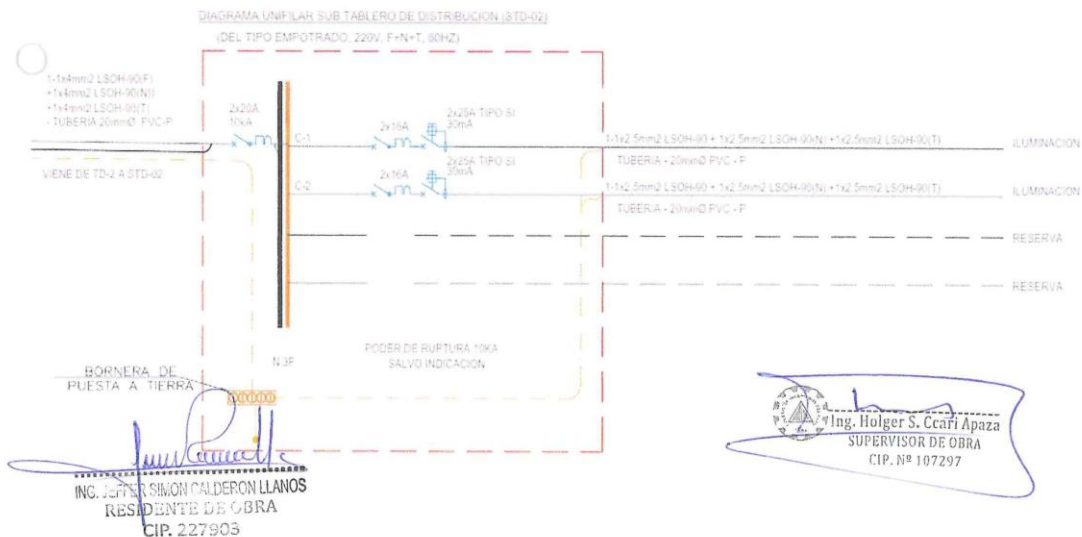 DIAGRAMA UNIFILAR SUB TABLERO DE DISTRIBUCION (STD-02)
(DEL TIPO EMPOTRADO, 220V, F+N+T, 60HZ)
1-1x4mm2 LSOH-90(F)
+1x4mm2 LSOH-90(N))
+1x4mm2 LSOH-90(T)
- TUBERIA 20mmØ PVC-P
VIENE DE TD-2 A STD-02
2x20A
10kA
C-1
2x16A
2x25A TIPO SI
30mA
1-1x2.5mm2 LSOH-90 + 1x2.5mm2 LSOH-90(N) +1x2.5mm2 LSOH-90(T)
TUBERIA - 20mmØ PVC - P
ILUMINACION
C-2
2x16A
2x25A TIPO SI
30mA
1-1x2.5mm2 LSOH-90 + 1x2.5mm2 LSOH-90(N) +1x2.5mm2 LSOH-90(T)
TUBERIA - 20mmØ PVC - P
ILUMINACION
RESERVA
RESERVA
N 3F
PODER DE RUPTURA 10KA
SALVO INDICACION
BORNERA DE
PUESTA A TIERRA
ING. JEFFER SIMON CALDERON LLANOS
RESIDENTE DE OBRA
CIP. 227903
Ing. Holger S. Ccari Apaza
SUPERVISOR DE OBRA
CIP. Nº 107297